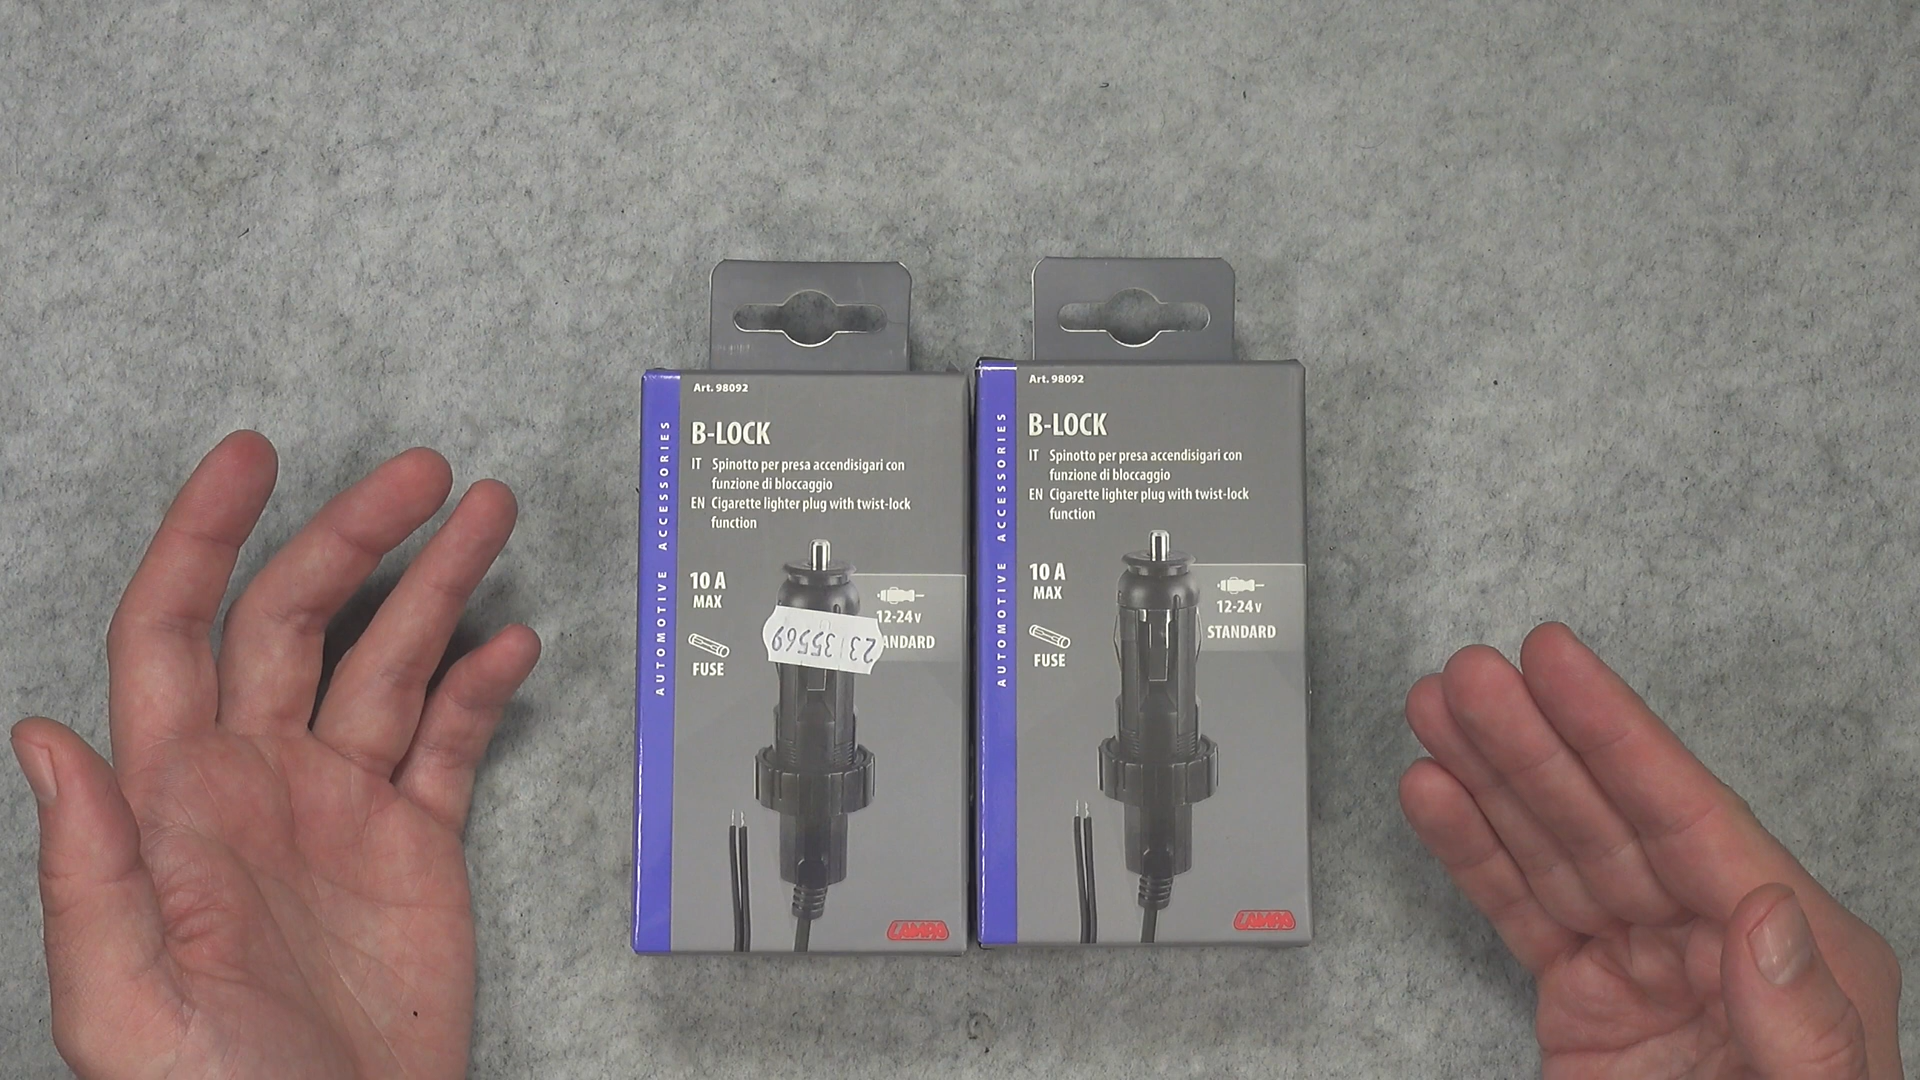 Art. 98092
B-LOCK
IT Spinotto per presa accendisigari con
funzione di bloccaggio
EN Cigarette lighter plug with twist-lock
function
10 A
MAX
FUSE
12-24v
ANDARD
23 35569
AUTOMOTIVE ACCESSORIES
LAMPA
Art. 98092
B-LOCK
IT Spinotto per presa accendisigari con
funzione di bloccaggio
EN Cigarette lighter plug with twist-lock
function
10 A
MAX
FUSE
12-24v
STANDARD
AUTOMOTIVE ACCESSORIES
LAMPA